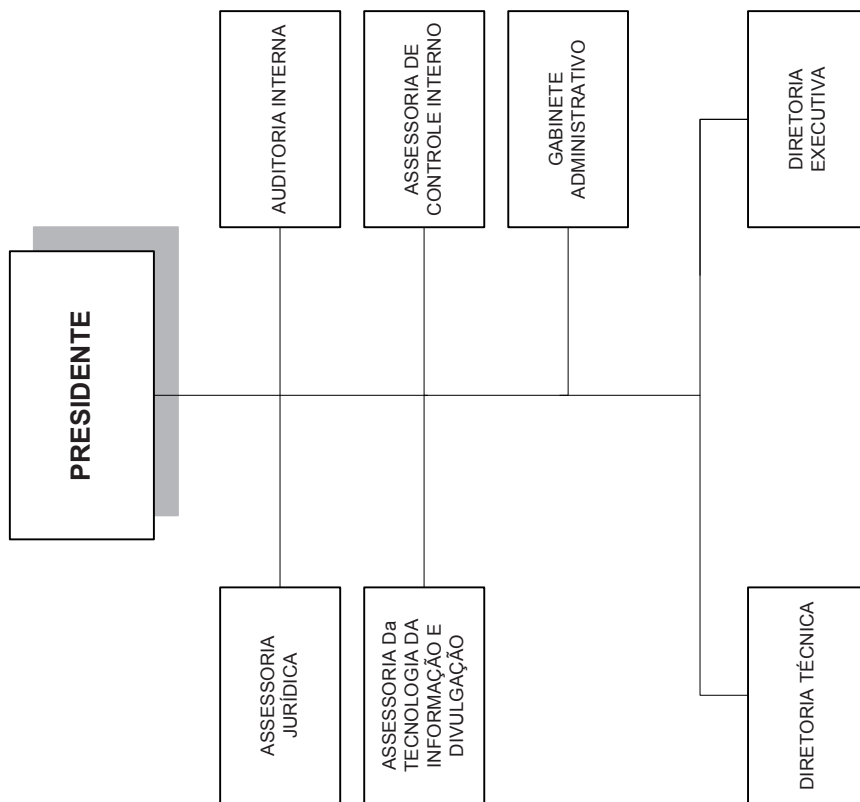 PRESIDENTE
ASSESSORIA
JURÍDICA
AUDITORIA INTERNA
ASSESSORIA Da
TECNOLOGIA DA
INFORMAÇÃO E
DIVULGAÇÃO
ASSESSORIA DE
CONTROLE INTERNO
GABINETE
ADMINISTRATIVO
DIRETORIA TÉCNICA
DIRETORIA
EXECUTIVA